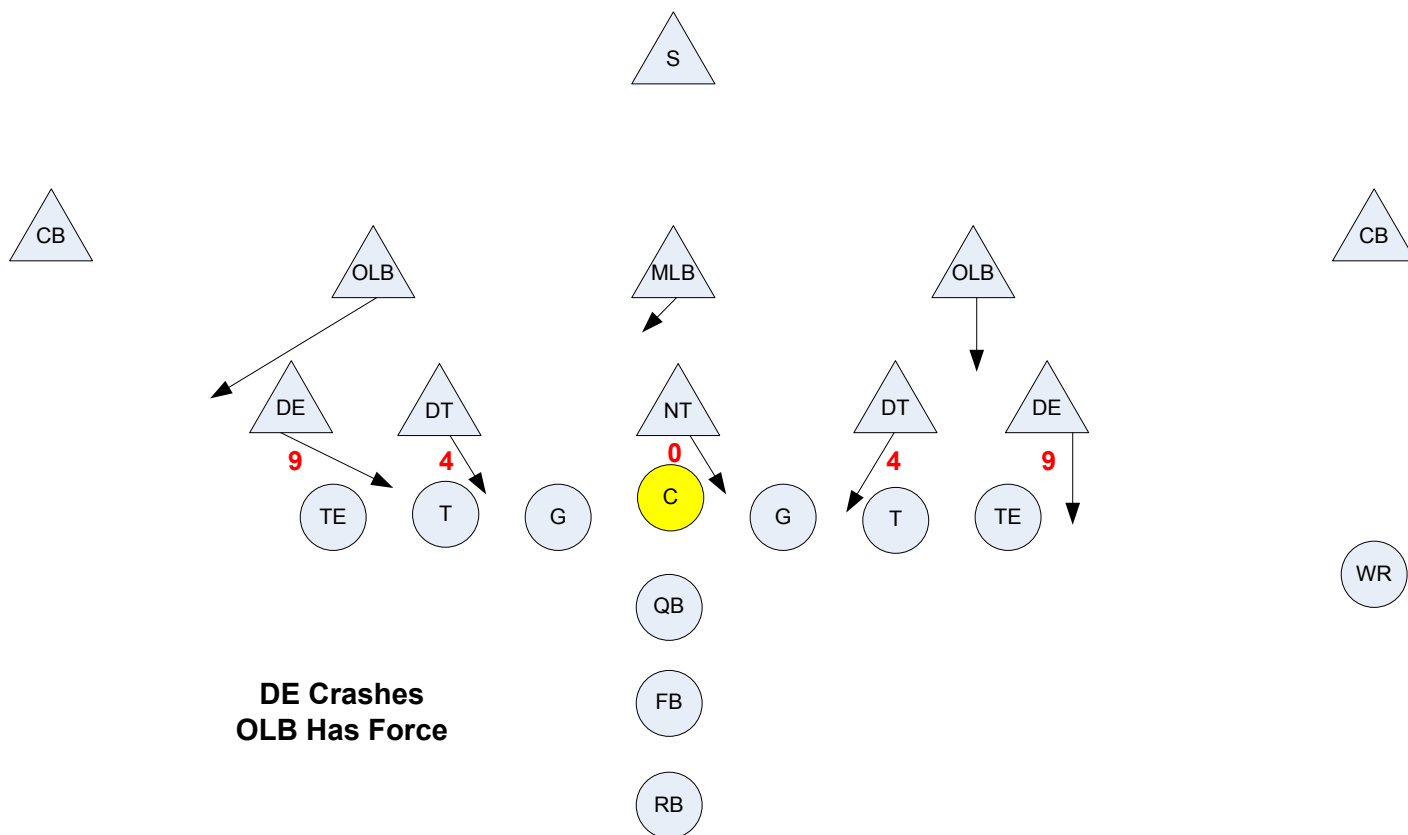 S
CB
CB
OLB
MLB
OLB
DE
DT
NT
DT
DE
9
4
0
4
9
TE
T
G
C
G
T
TE
WR
QB
FB
RB
DE Crashes
OLB Has Force